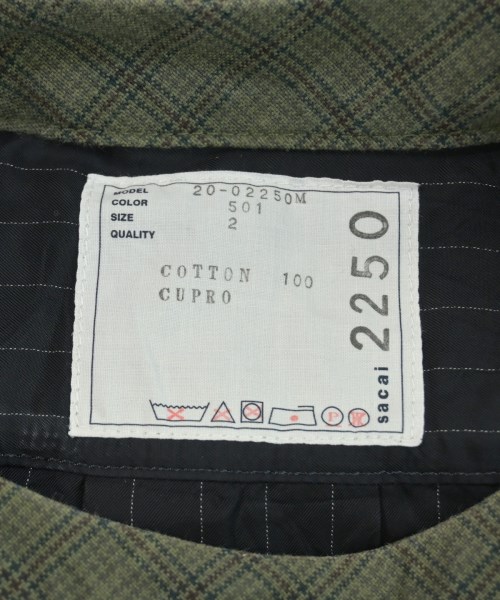 MODEL 20-02250M
COLOR 501
SIZE 2
QUALITY
COTTON 100
CUPRO
sacai 2250
P